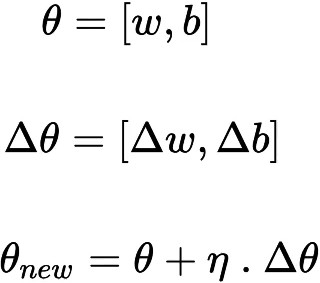 θ = [w, b]
Δθ = [Δw, Δb]
θ_new = θ + η . Δθ